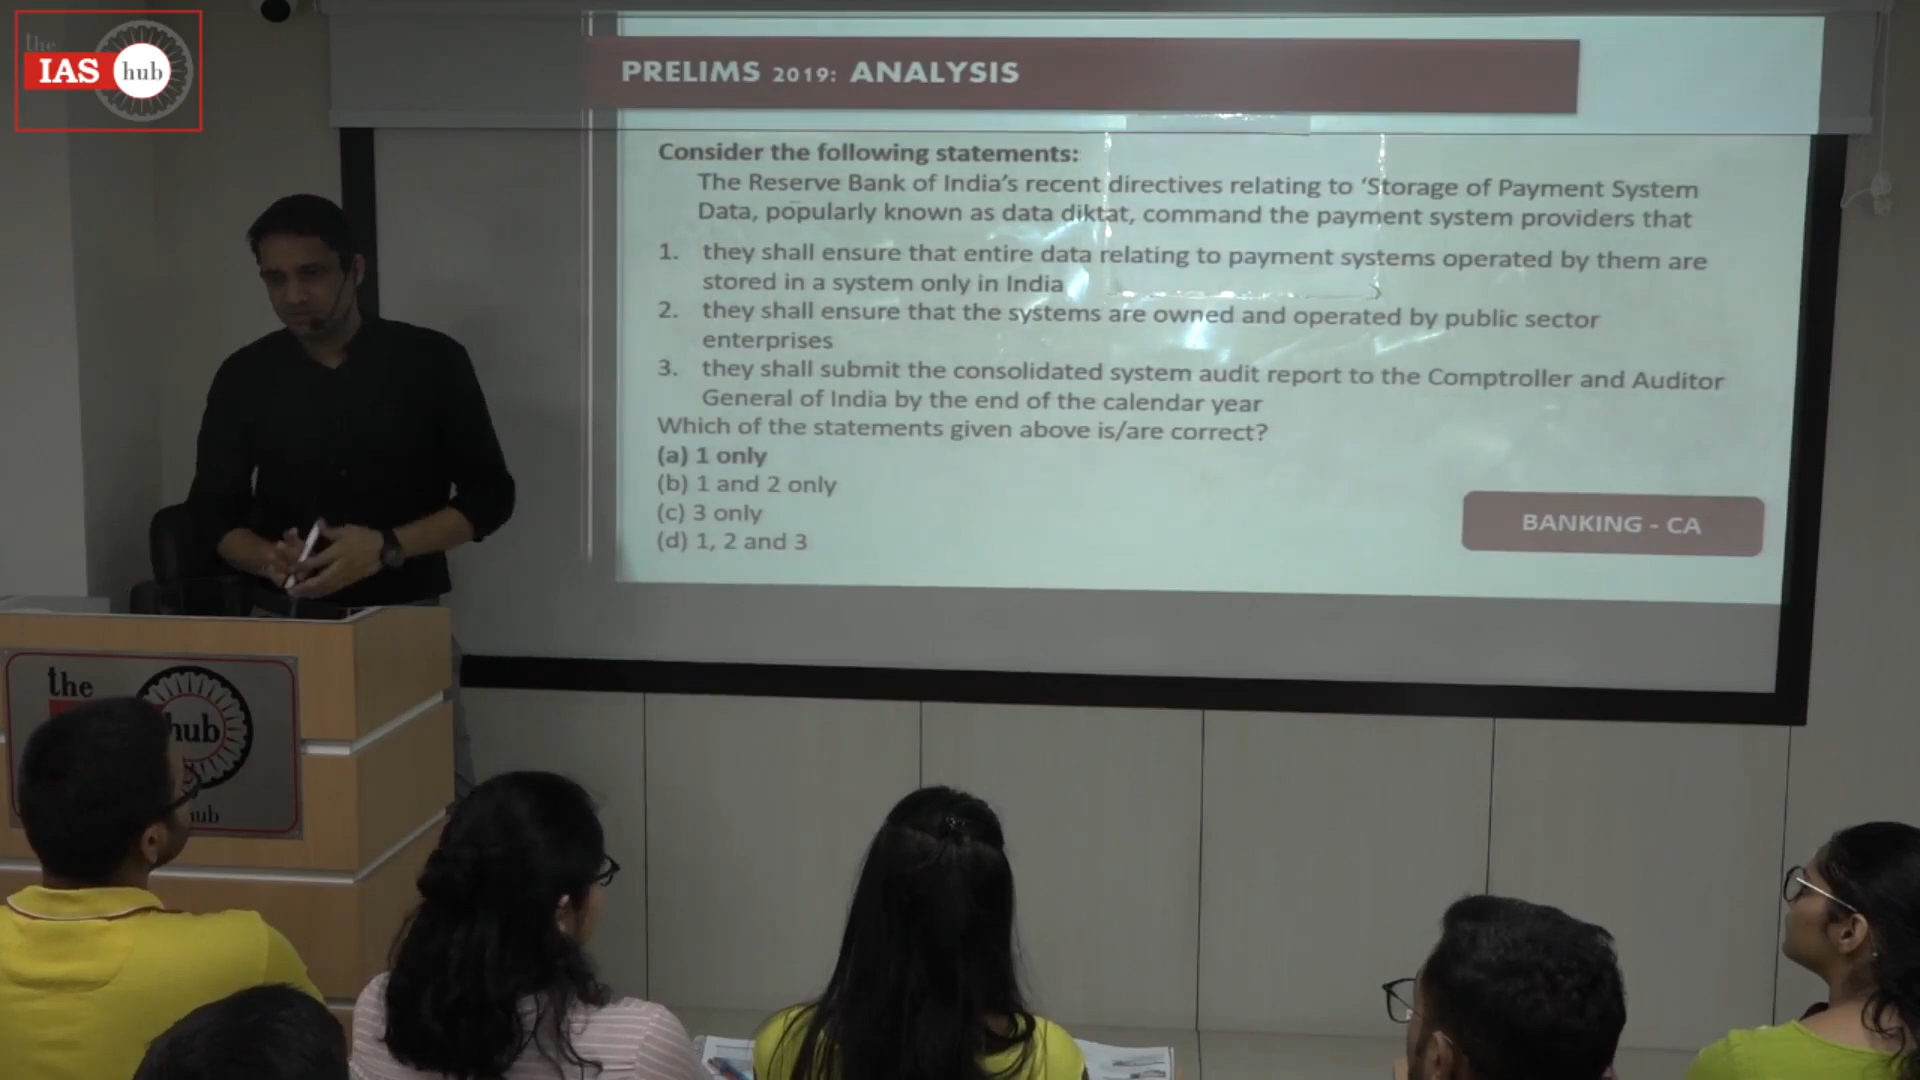 the
IAS hub
PRELIMS 2019: ANALYSIS
Consider the following statements:
The Reserve Bank of India's recent directives relating to 'Storage of Payment System
Data, popularly known as data diktat, command the payment system providers that
1. they shall ensure that entire data relating to payment systems operated by them are
stored in a system only in India
2. they shall ensure that the systems are owned and operated by public sector
enterprises
3. they shall submit the consolidated system audit report to the Comptroller and Auditor
General of India by the end of the calendar year
Which of the statements given above is/are correct?
(a) 1 only
(b) 1 and 2 only
(c) 3 only
(d) 1, 2 and 3
BANKING - CA
the
hub